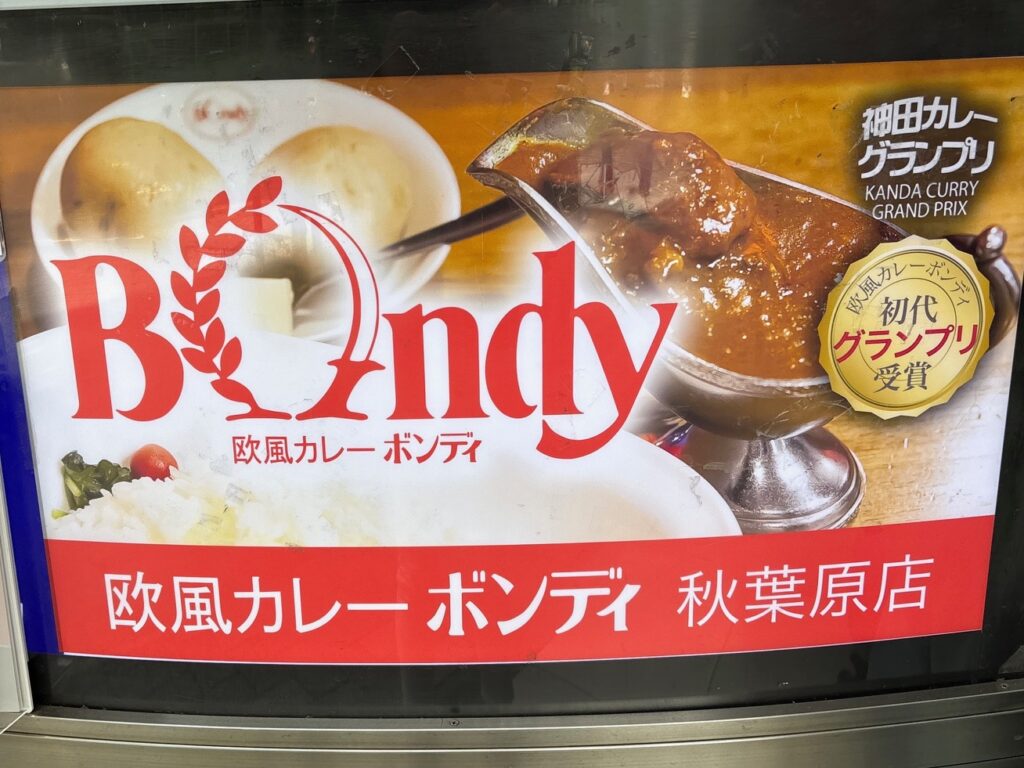 神田カレー
グランプリ
KANDA CURRY
GRAND PRIX
Bondy
欧風カレー ボンディ
欧風カレーボンディ
初代
グランプリ
受賞
欧風カレー ボンディ 秋葉原店